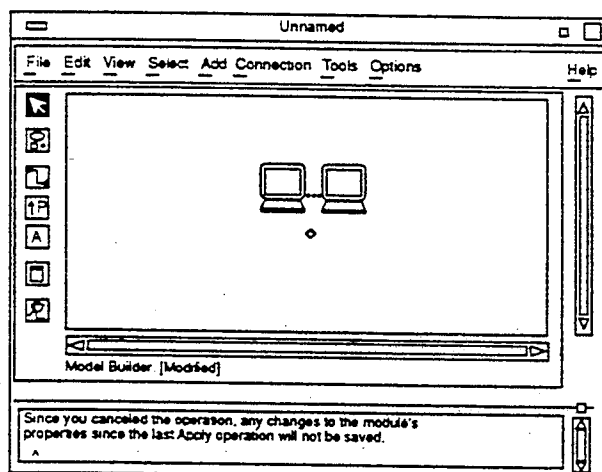 Unnamed
File Edit View Select Add Connection Tools Options Help
↑P
A
Model Builder. [Modified]
Since you canceled the operation, any changes to the module's
properties since the last Apply operation will not be saved.
^